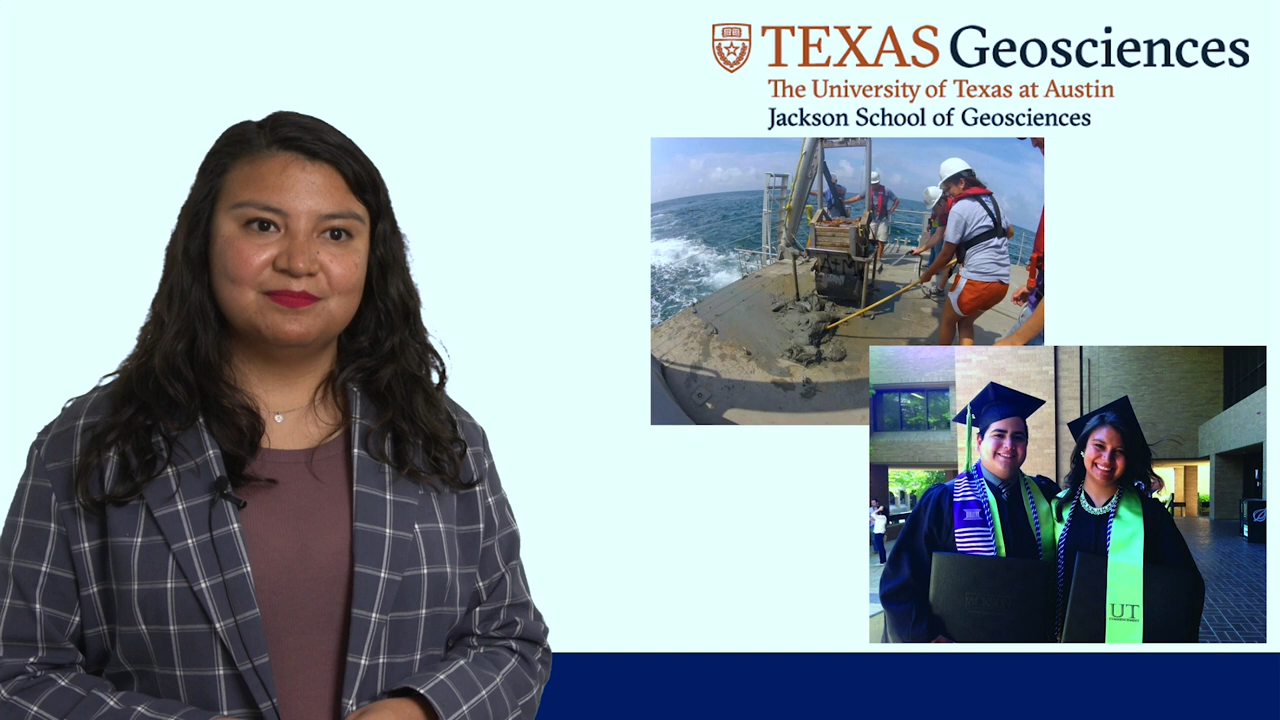 TEXAS Geosciences
The University of Texas at Austin
Jackson School of Geosciences
UT